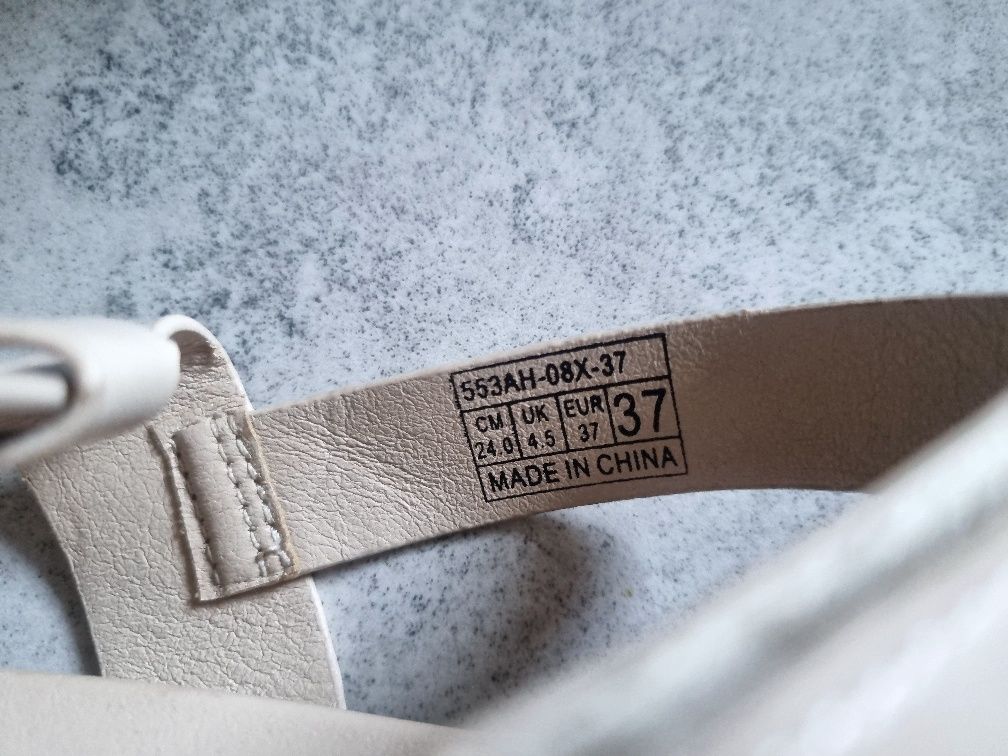 553AH-08X-37
CM UK EUR 37
24.0 4.5 37
MADE IN CHINA